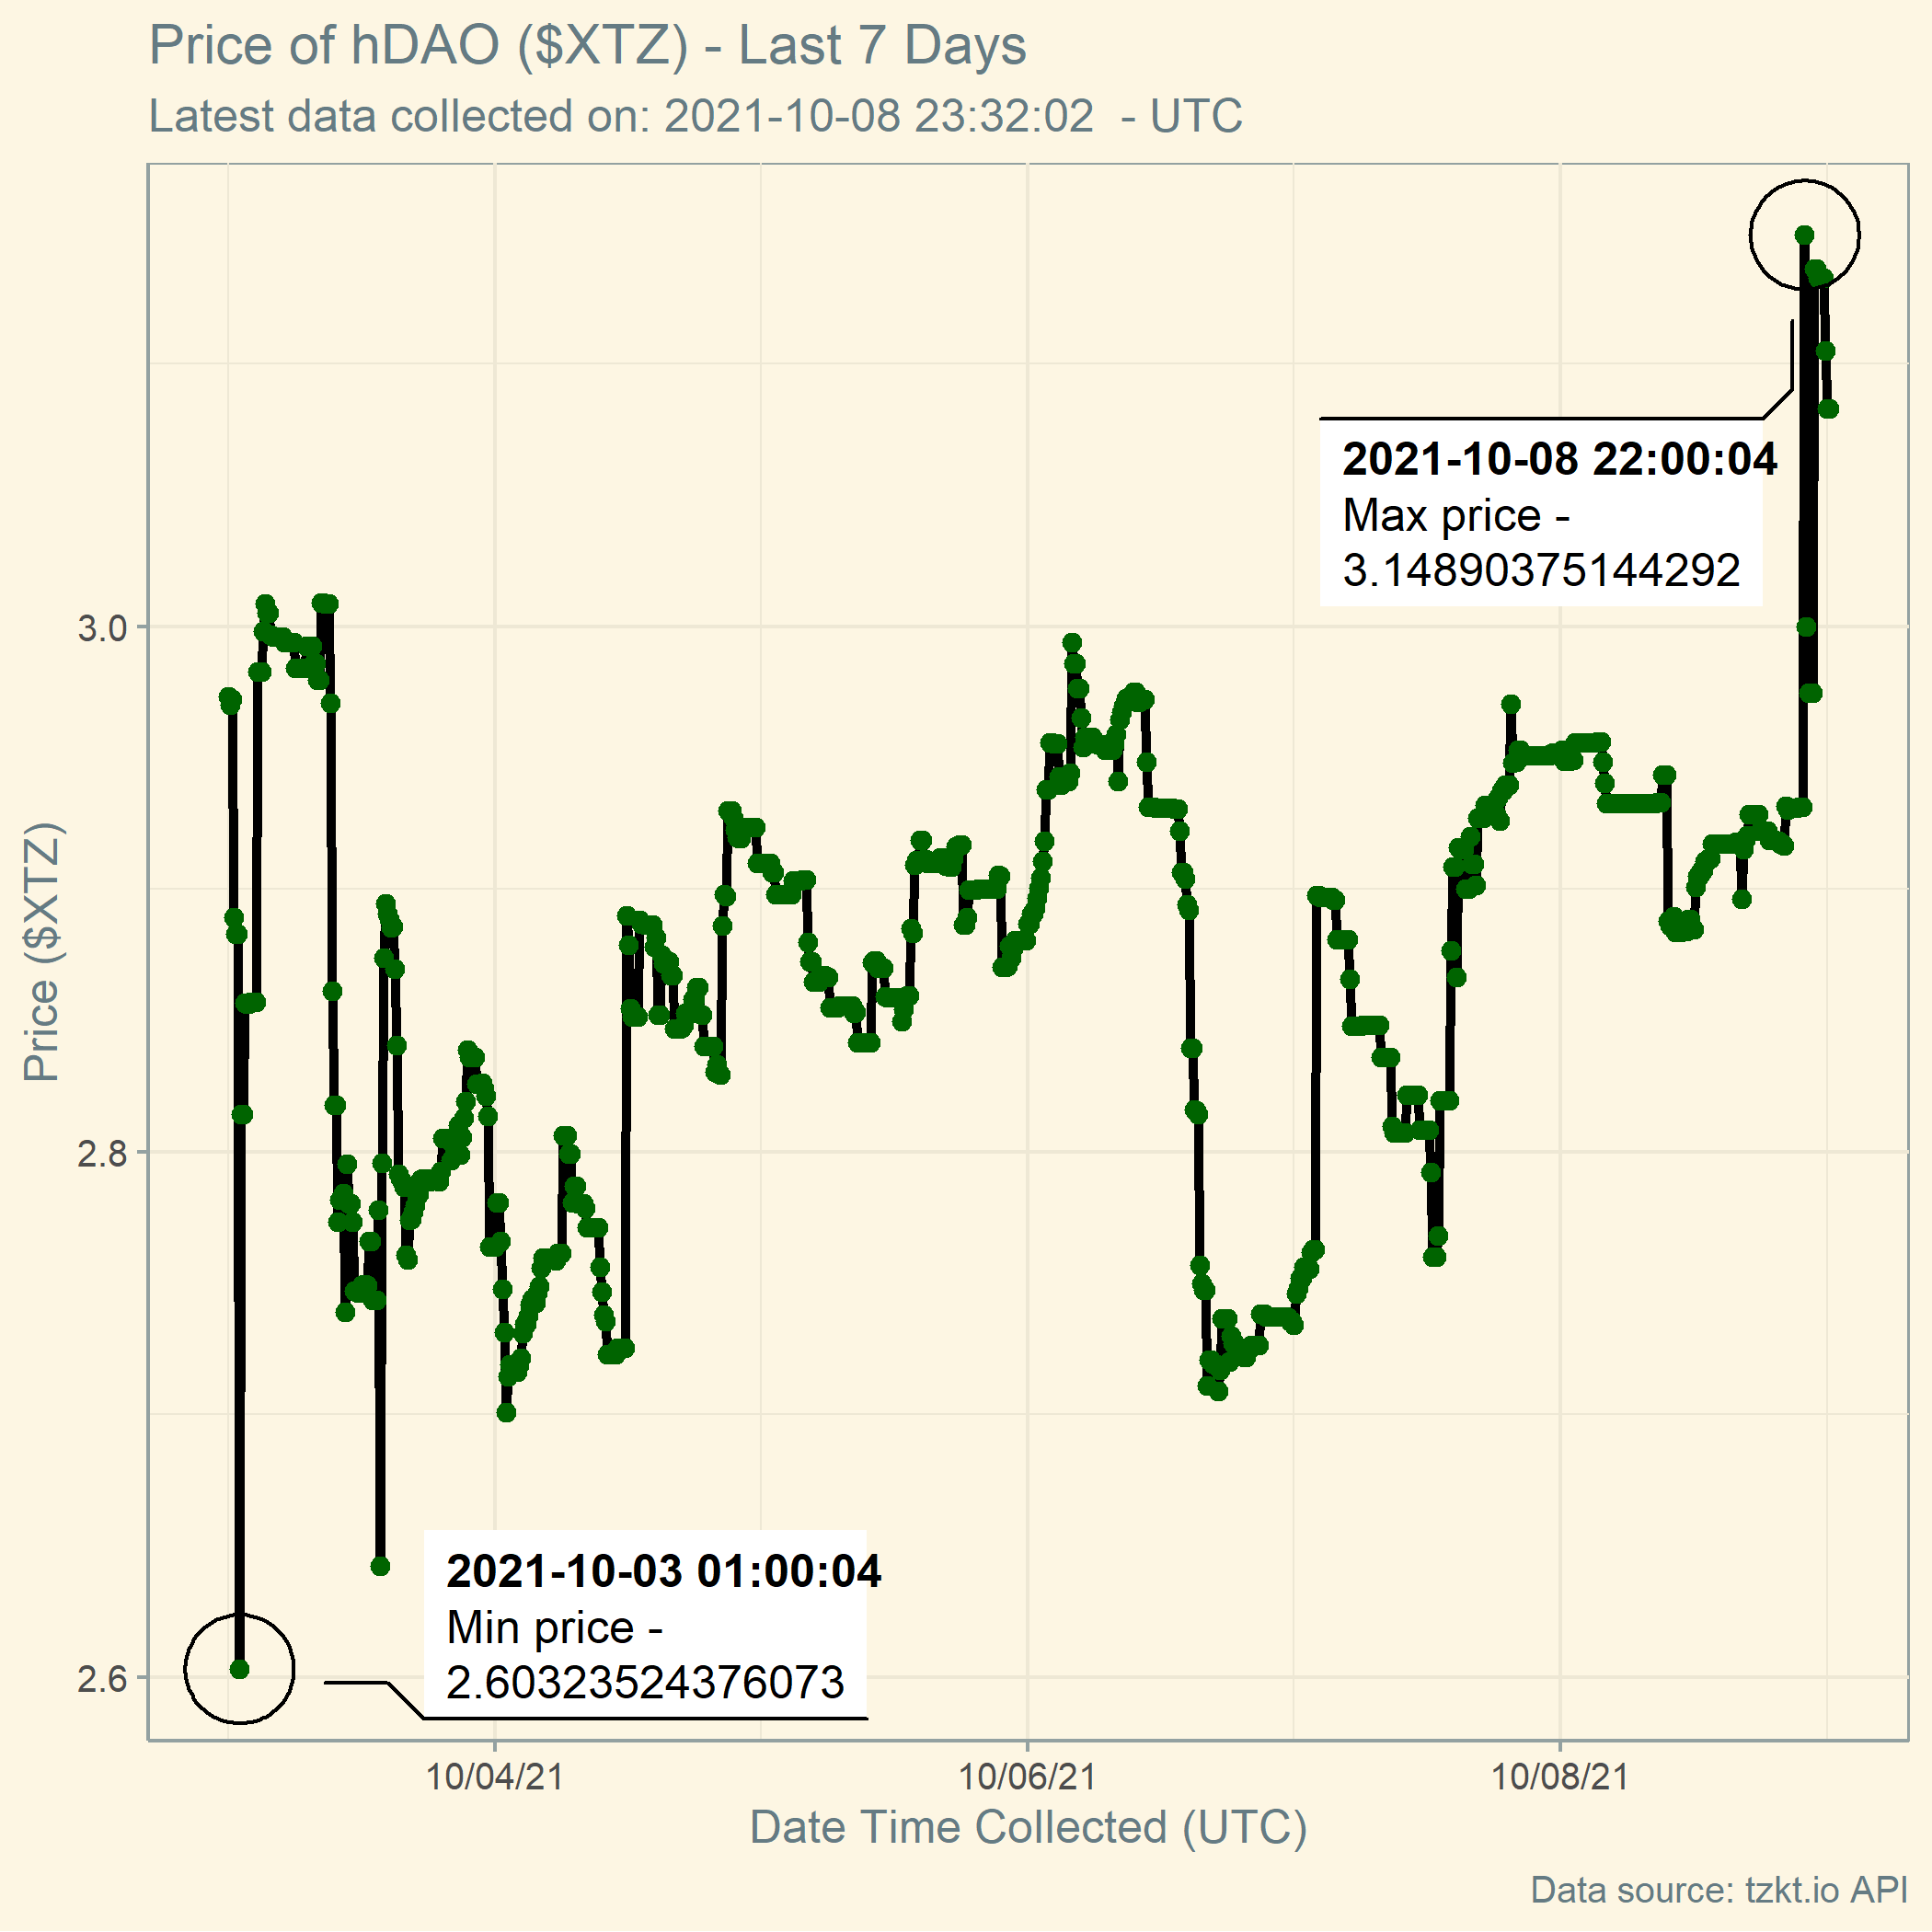 Price of hDAO ($XTZ) - Last 7 Days
Latest data collected on: 2021-10-08 23:32:02  - UTC
2021-10-08 22:00:04
Max price -
3.14890375144292
3.0
2.8
2.6
Price ($XTZ)
2021-10-03 01:00:04
Min price -
2.60323524376073
10/04/21
10/06/21
10/08/21
Date Time Collected (UTC)
Data source: tzkt.io API